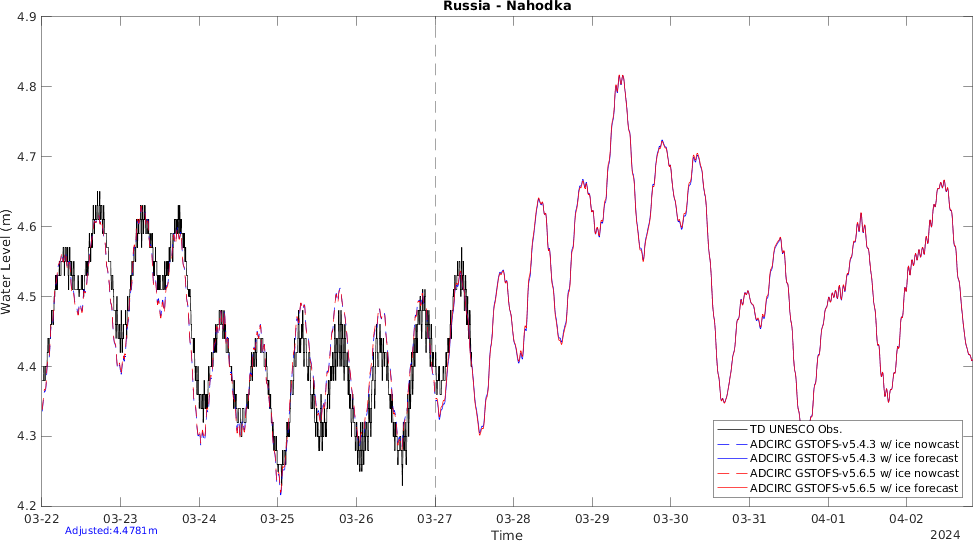 Russia - Nahodka
4.9
4.8
4.7
4.6
4.5
4.4
4.3
4.2
Water Level (m)
TD UNESCO Obs.
ADCIRC GSTOFS-v5.4.3 w/ ice nowcast
ADCIRC GSTOFS-v5.4.3 w/ ice forecast
ADCIRC GSTOFS-v5.6.5 w/ ice nowcast
ADCIRC GSTOFS-v5.6.5 w/ ice forecast
03-22 03-23 03-24 03-25 03-26 03-27 03-28 03-29 03-30 03-31 04-01 04-02
Adjusted:4.4781m
Time
2024